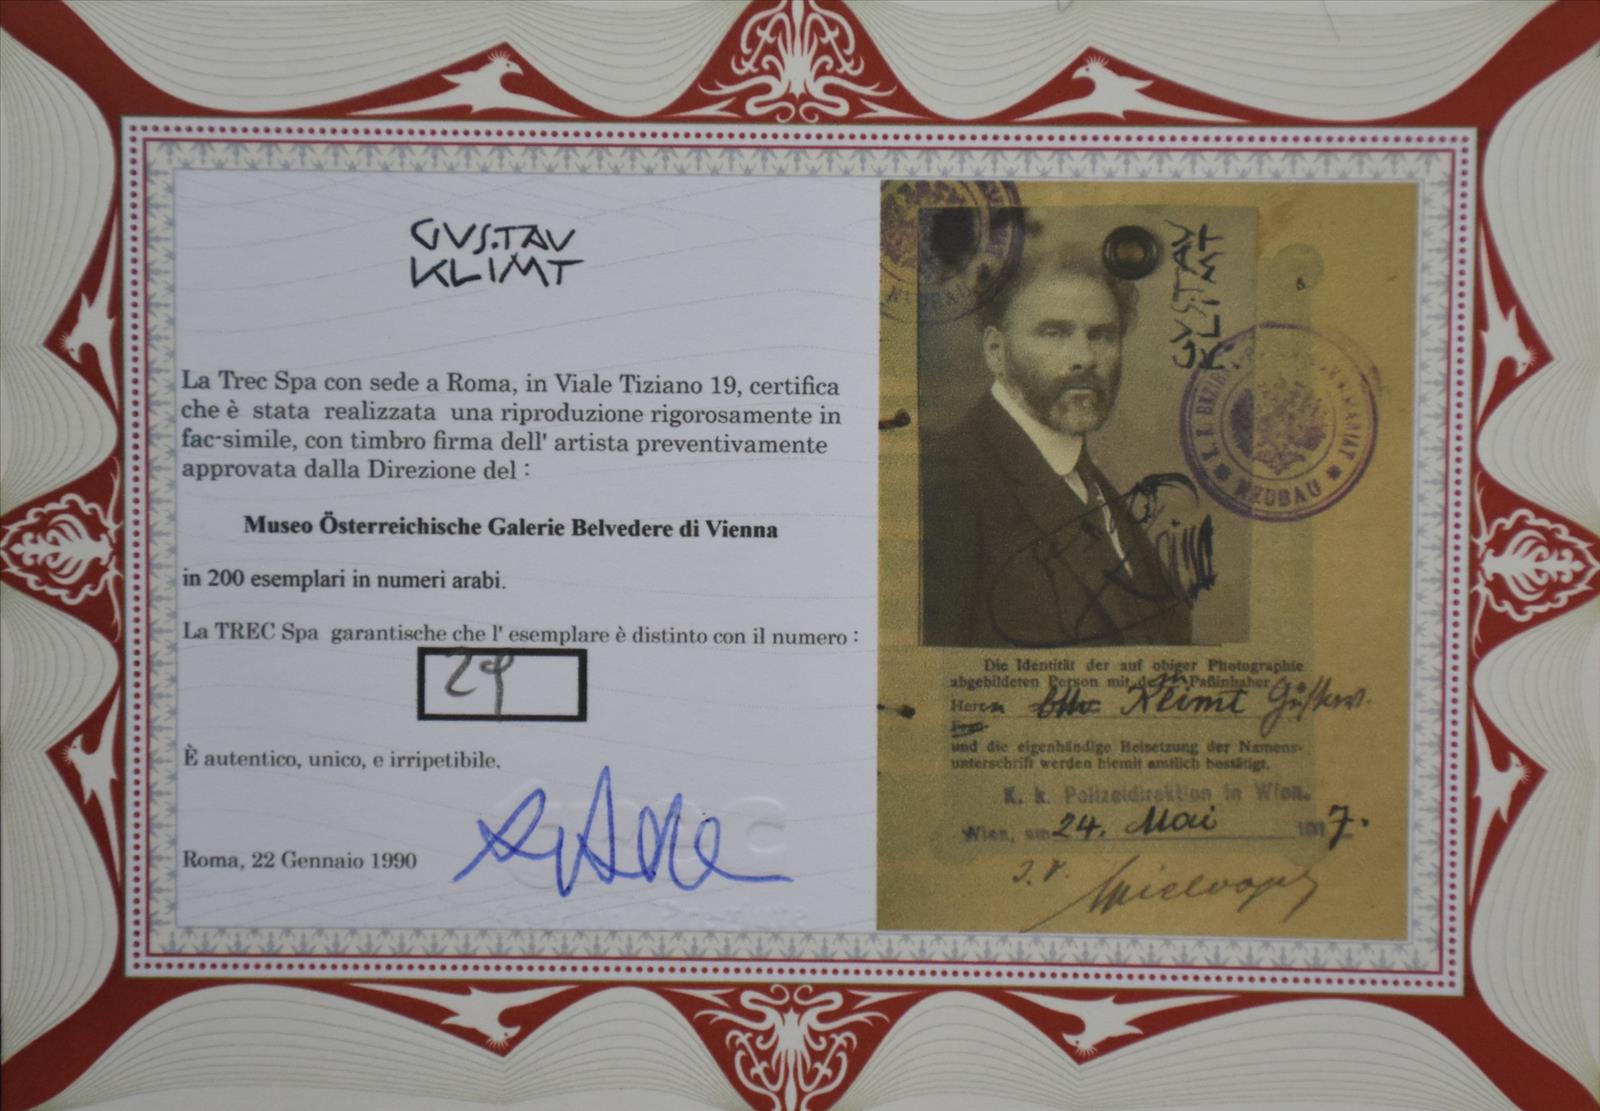 GUSTAV
KLIMT
La Trec Spa con sede a Roma, in Viale Tiziano 19, certifica
che è stata realizzata una riproduzione rigorosamente in
fac-simile, con timbro firma dell' artista preventivamente
approvata dalla Direzione del :
Museo Österreichische Galerie Belvedere di Vienna
in 200 esemplari in numeri arabi.
La TREC Spa garantische che l' esemplare è distinto con il numero :
29
È autentico, unico, e irripetibile.
Roma, 22 Gennaio 1990
GUSTAV
KLIMT
NEUBAU
Die Identität der auf obiger Photographie
abgebildeten Person mit Paßinhaber
Herrn Klimt Gustav.
Frau
und die eigenhändige Beisetzung der Namens-
unterschrift werden hiemit amtlich bestätigt.
K. k. Polizeidirektion in Wien.
Wien, am 24. Mai 1917.